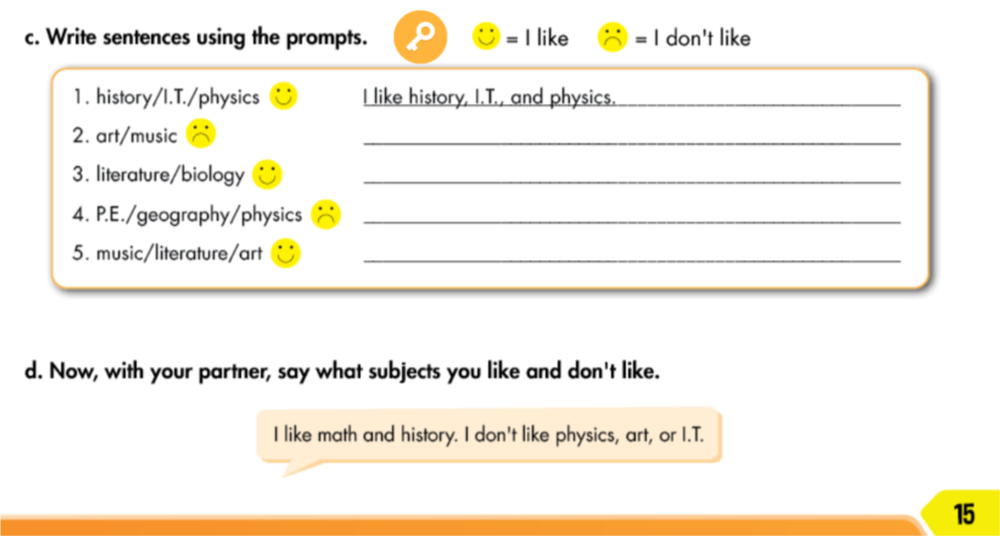 c. Write sentences using the prompts. = I like = I don't like
1. history/I.T./physics I like history, I.T., and physics.
2. art/music
3. literature/biology
4. P.E./geography/physics
5. music/literature/art
d. Now, with your partner, say what subjects you like and don't like.
I like math and history. I don't like physics, art, or I.T.
15